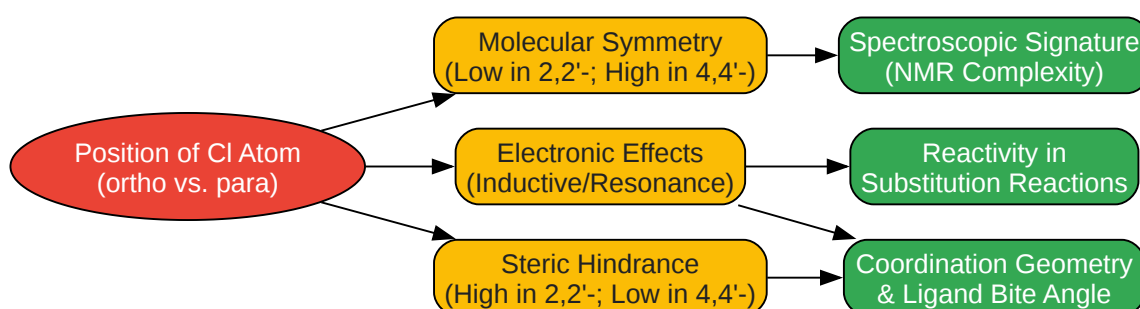 Position of Cl Atom
(ortho vs. para)
Molecular Symmetry
(Low in 2,2'-; High in 4,4'-)
Spectroscopic Signature
(NMR Complexity)
Electronic Effects
(Inductive/Resonance)
Reactivity in
Substitution Reactions
Steric Hindrance
(High in 2,2'-; Low in 4,4'-)
Coordination Geometry
& Ligand Bite Angle